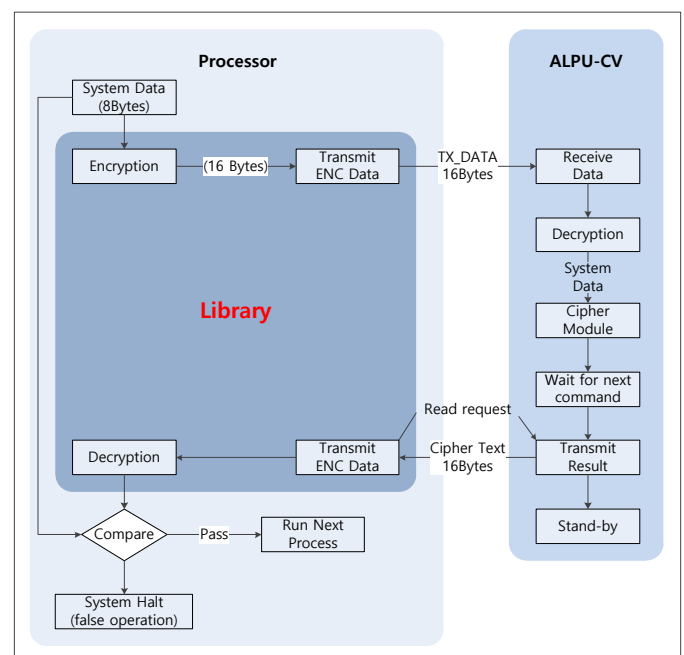 Processor
ALPU-CV
System Data
(8Bytes)
Encryption
(16 Bytes)
Transmit
ENC Data
TX_DATA
16Bytes
Receive
Data
Decryption
System
Data
Library
Cipher
Module
Wait for next
command
Read request
Decryption
Transmit
ENC Data
Cipher Text
16Bytes
Transmit
Result
Compare
Pass
Run Next
Process
Stand-by
System Halt
(false operation)